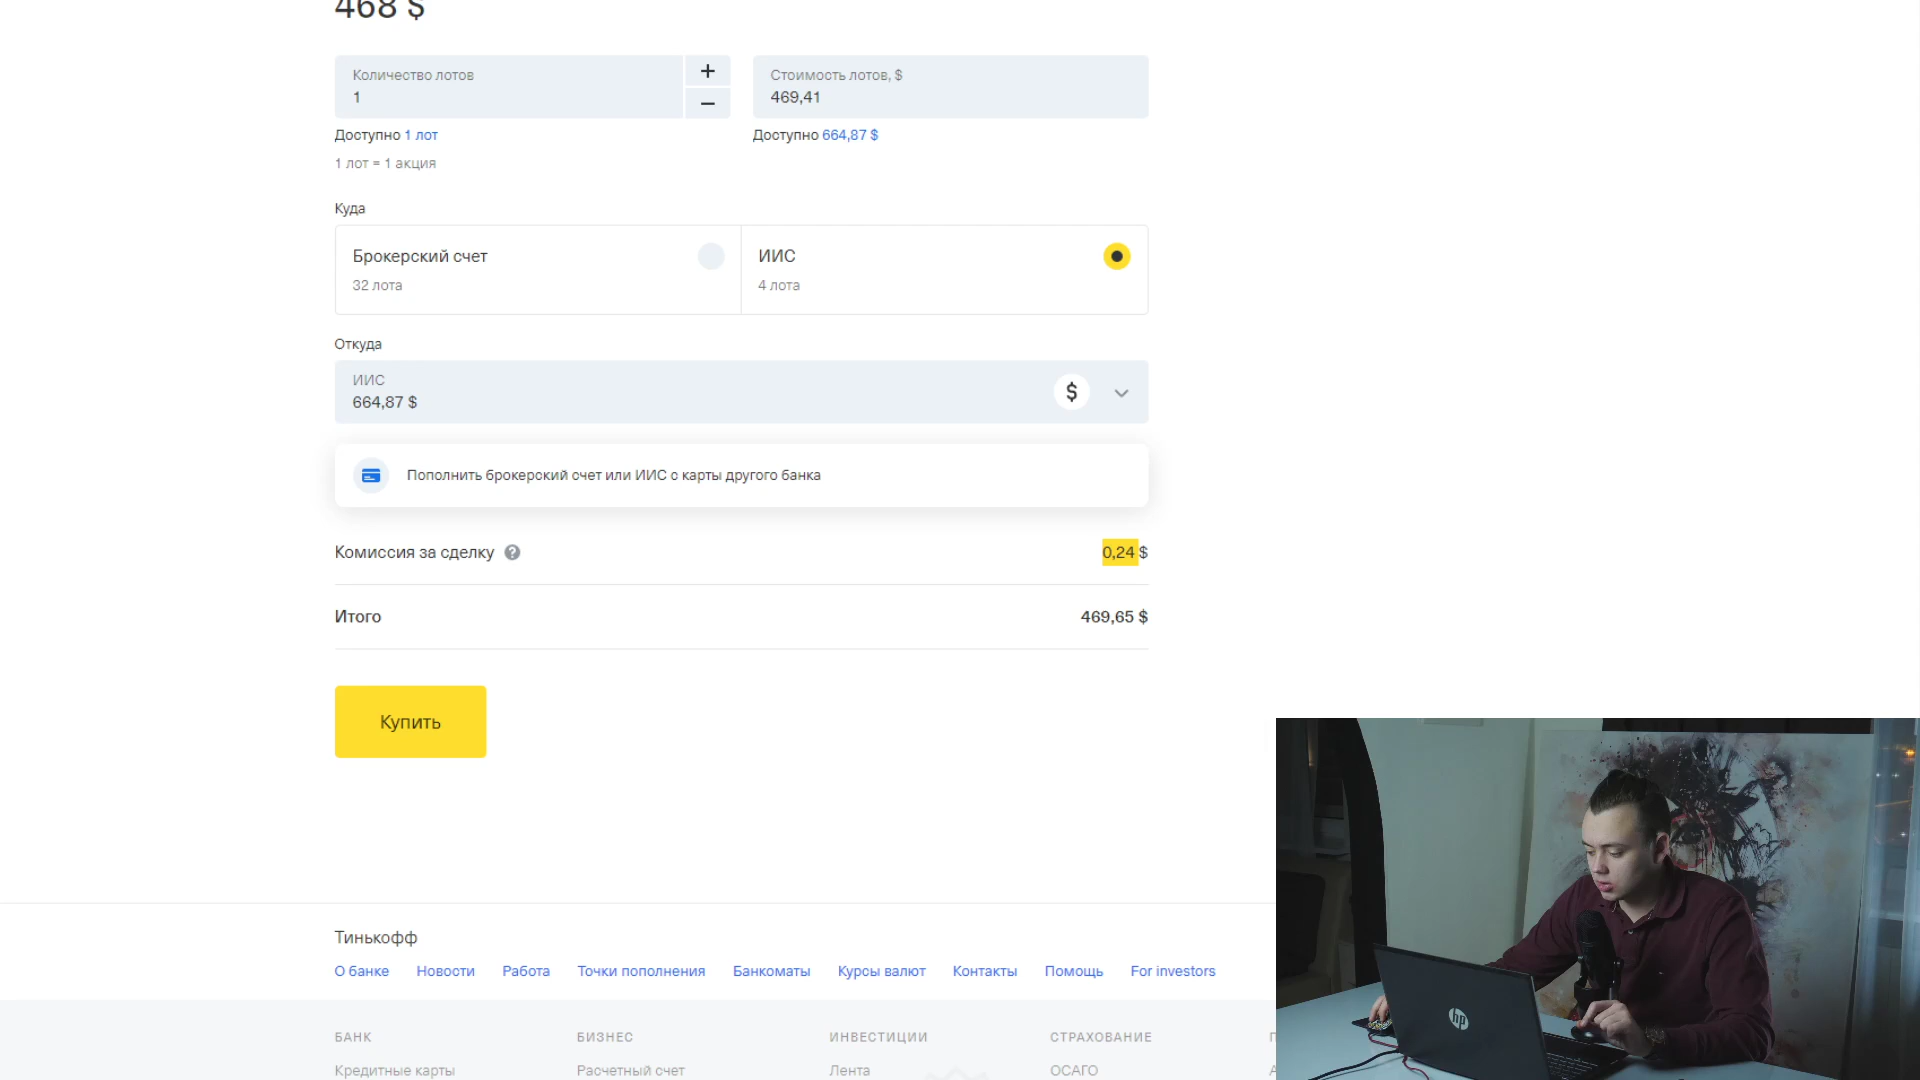 468 $
Количество лотов
1
+
−
Стоимость лотов, $
469,41
Доступно 1 лот
Доступно 664,87 $
1 лот = 1 акция
Куда
Брокерский счет
32 лота
ИИС
4 лота
Откуда
ИИС
664,87 $
$
Пополнить брокерский счет или ИИС с карты другого банка
Комиссия за сделку ?
0,24 $
Итого
469,65 $
Купить
Тинькофф
О банке Новости Работа Точки пополнения Банкоматы Курсы валют Контакты Помощь For investors
БАНК БИЗНЕС ИНВЕСТИЦИИ СТРАХОВАНИЕ
Кредитные карты Расчетный счет Лента ОСАГО
hp